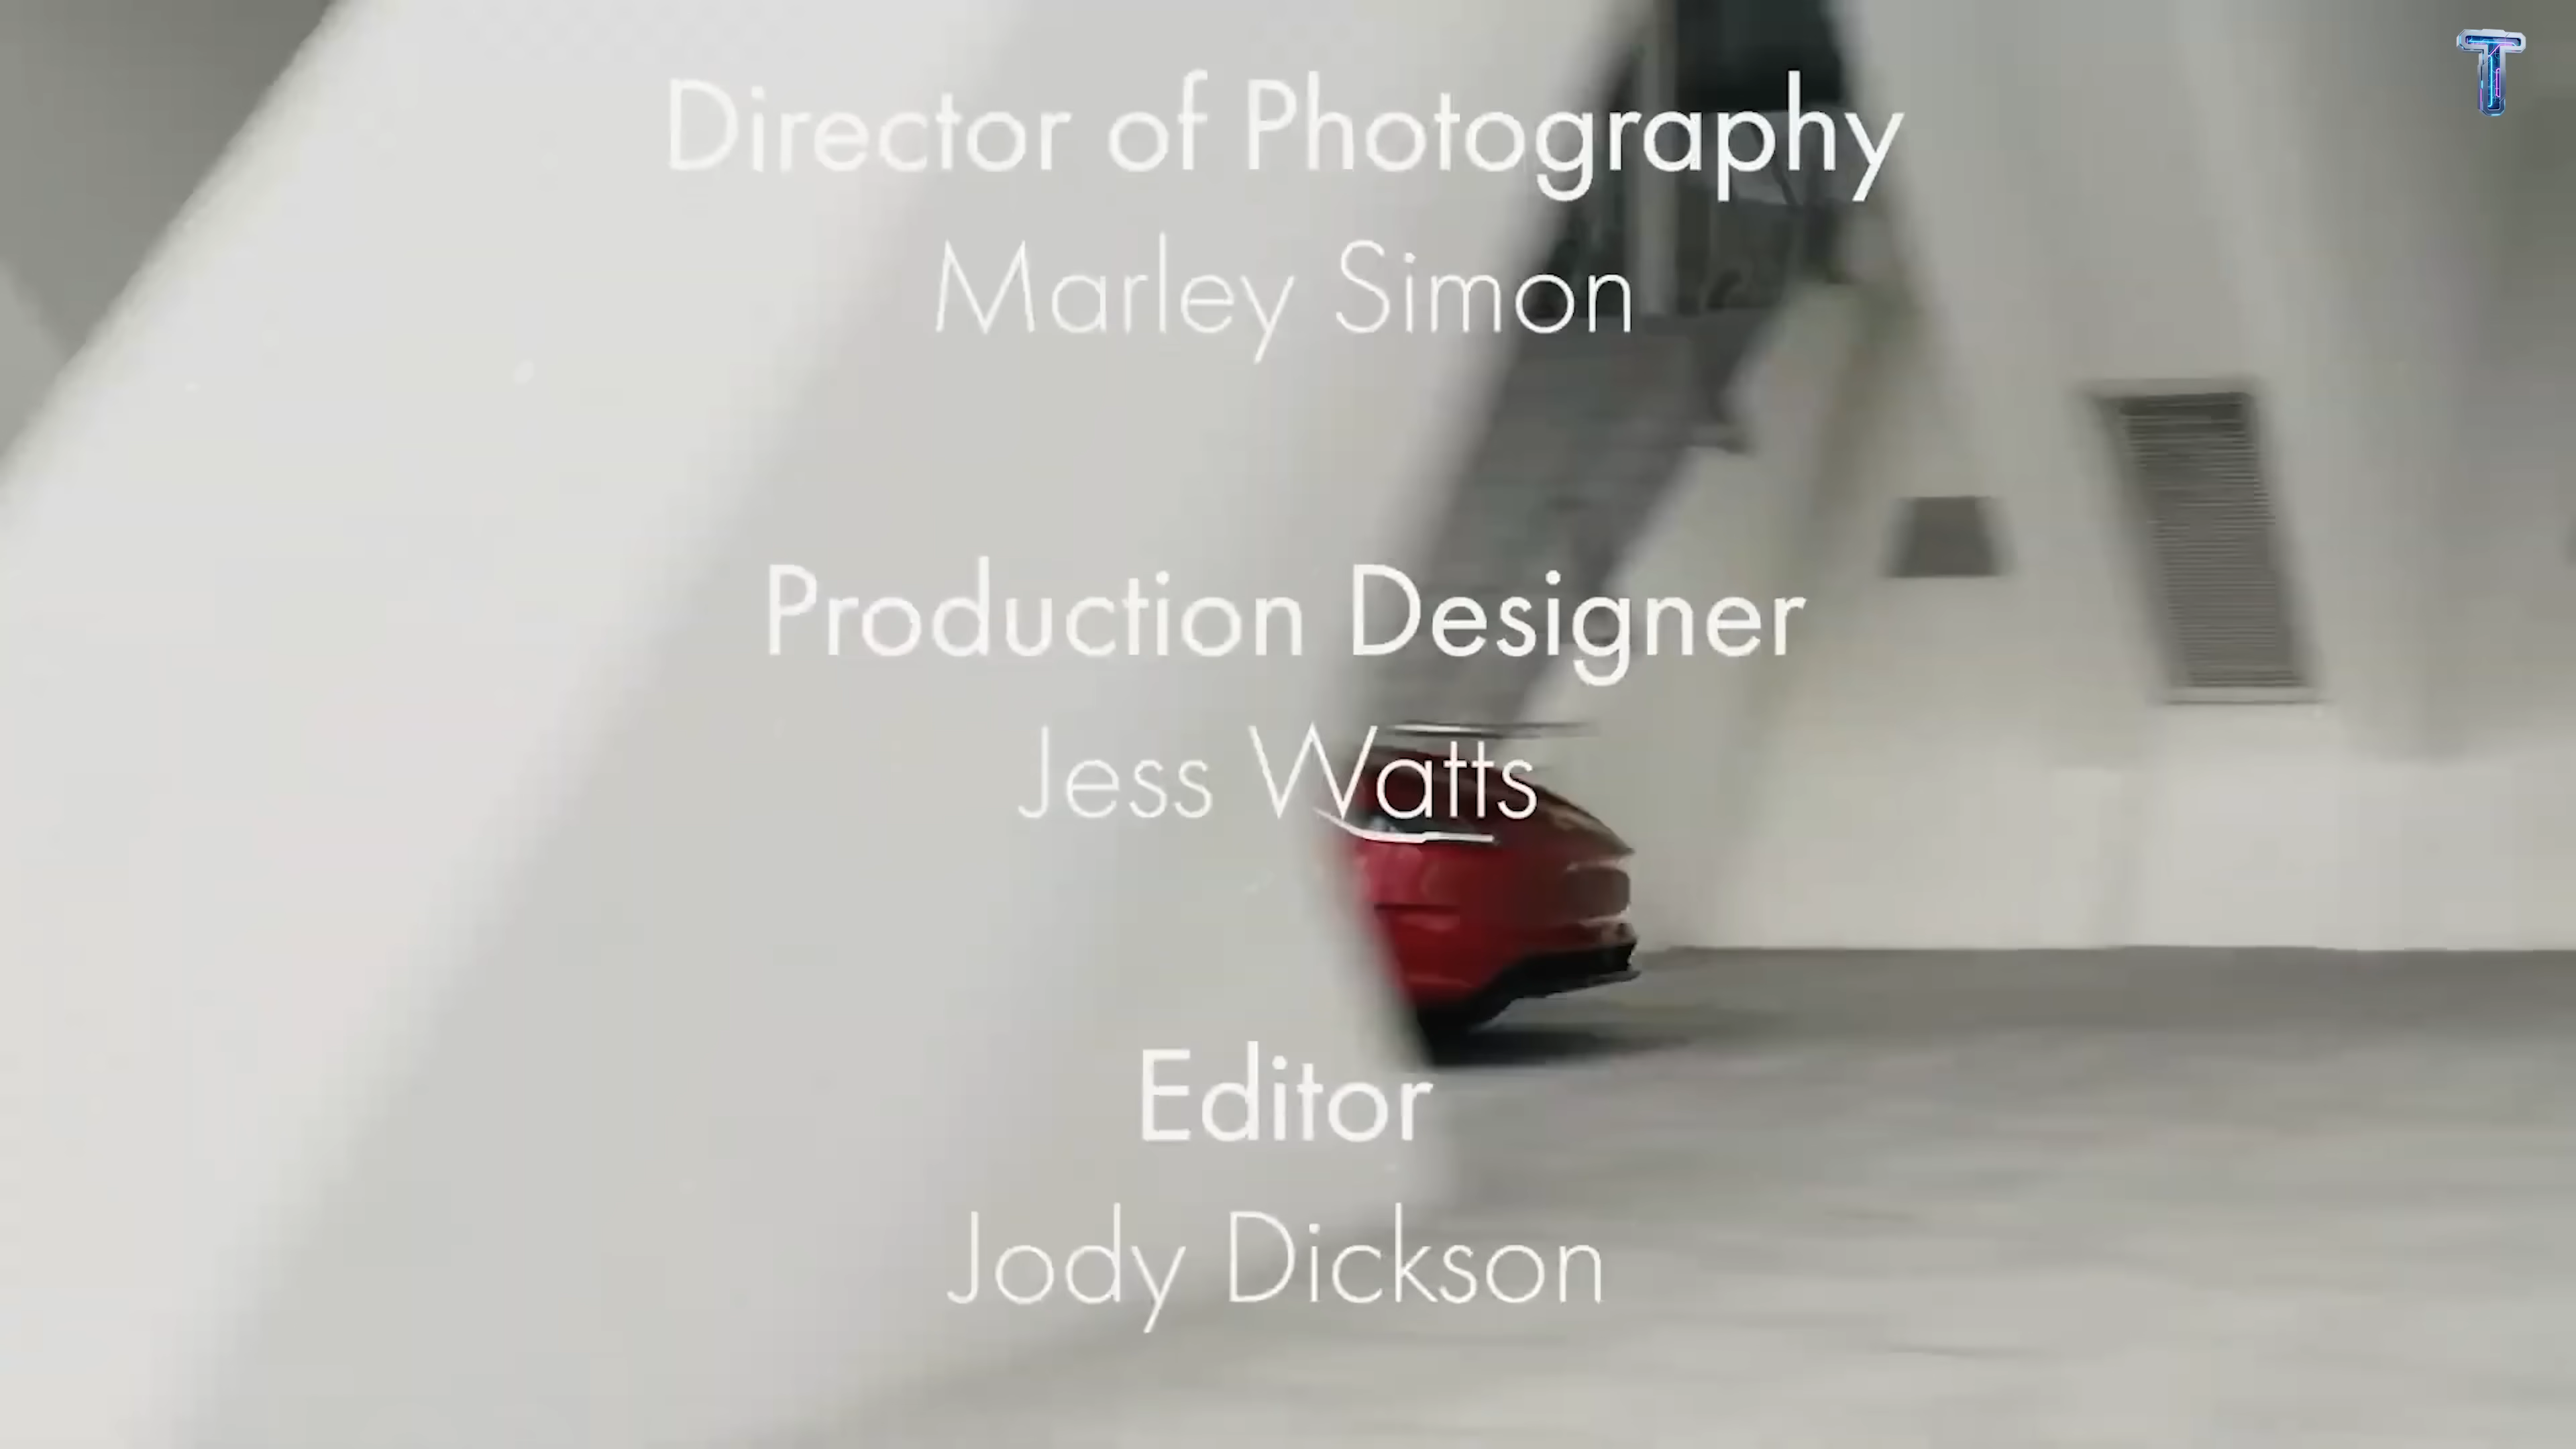 Director of Photography
Marley Simon
Production Designer
Jess Watts
Editor
Jody Dickson
T